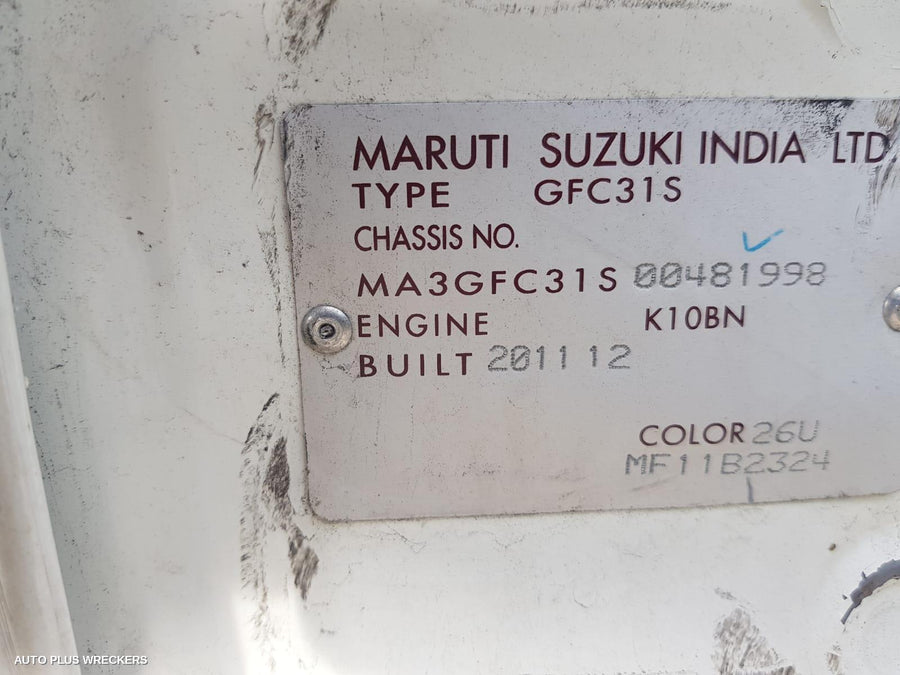 MARUTI SUZUKI INDIA LTD.
TYPE GFC31S
CHASSIS NO.
MA3GFC31S 00481998
ENGINE K10BN
BUILT 2011 12
COLOR 26U
MF11B2324
AUTO PLUS WRECKERS